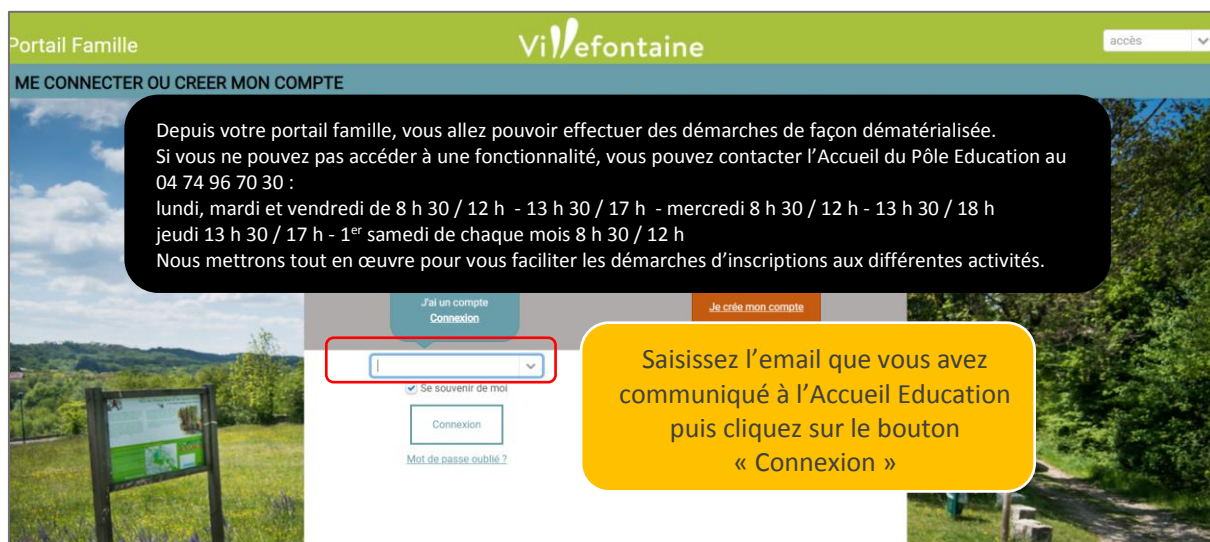 Portail Famille
Villefontaine
accès
ME CONNECTER OU CREER MON COMPTE
Depuis votre portail famille, vous allez pouvoir effectuer des démarches de façon dématérialisée.
Si vous ne pouvez pas accéder à une fonctionnalité, vous pouvez contacter l’Accueil du Pôle Education au
04 74 96 70 30 :
lundi, mardi et vendredi de 8 h 30 / 12 h - 13 h 30 / 17 h - mercredi 8 h 30 / 12 h - 13 h 30 / 18 h
jeudi 13 h 30 / 17 h - 1er samedi de chaque mois 8 h 30 / 12 h
Nous mettrons tout en œuvre pour vous faciliter les démarches d’inscriptions aux différentes activités.
J'ai un compte
Connexion
Je crée mon compte
Se souvenir de moi
Connexion
Mot de passe oublié ?
Saisissez l’email que vous avez
communiqué à l’Accueil Education
puis cliquez sur le bouton
« Connexion »